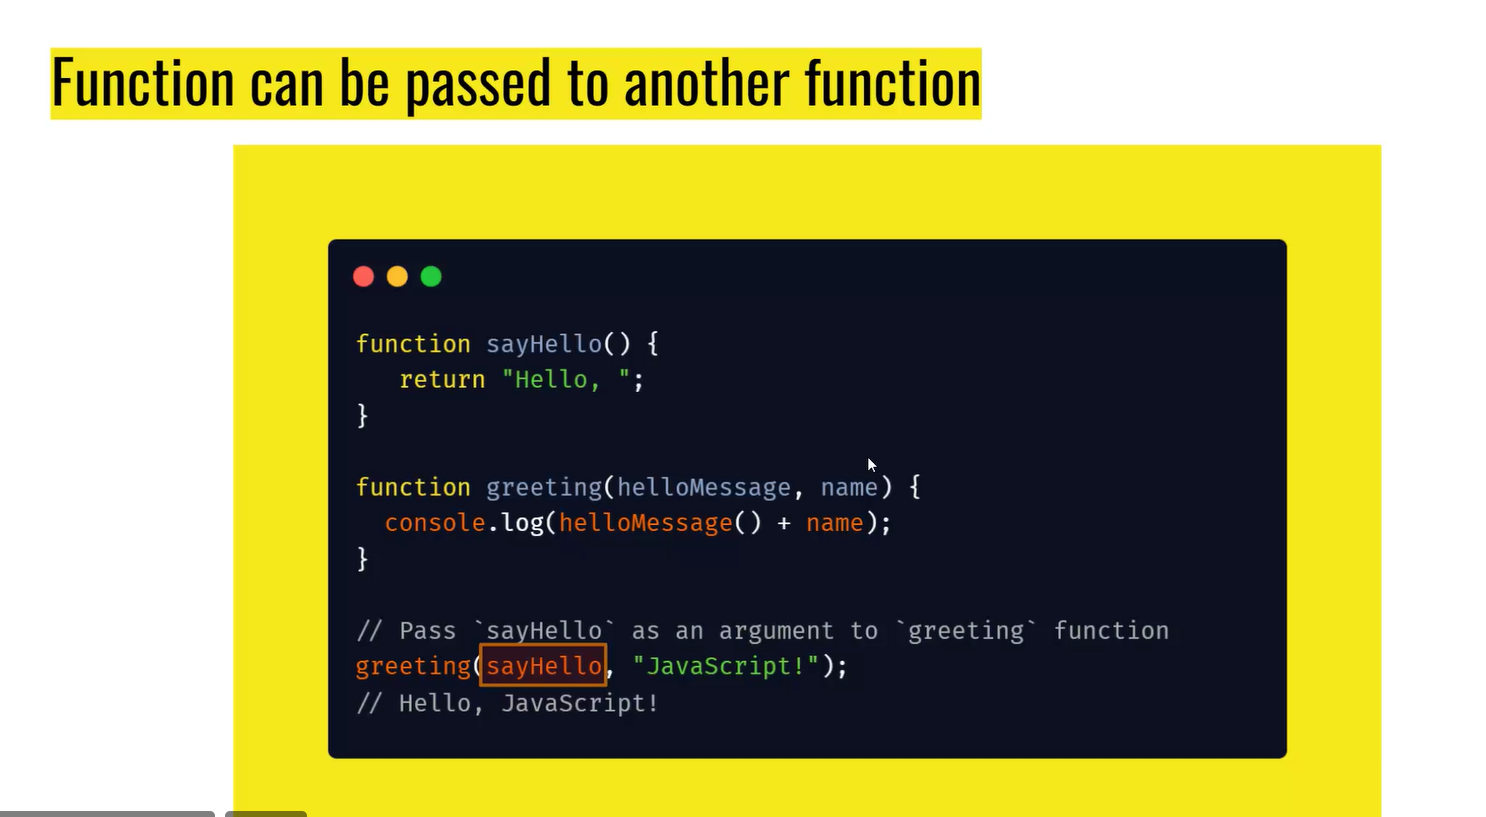 Function can be passed to another function
function sayHello() {
   return "Hello, ";
}
function greeting(helloMessage, name) {
  console.log(helloMessage() + name);
}
// Pass `sayHello` as an argument to `greeting` function
greeting(sayHello, "JavaScript!");
// Hello, JavaScript!